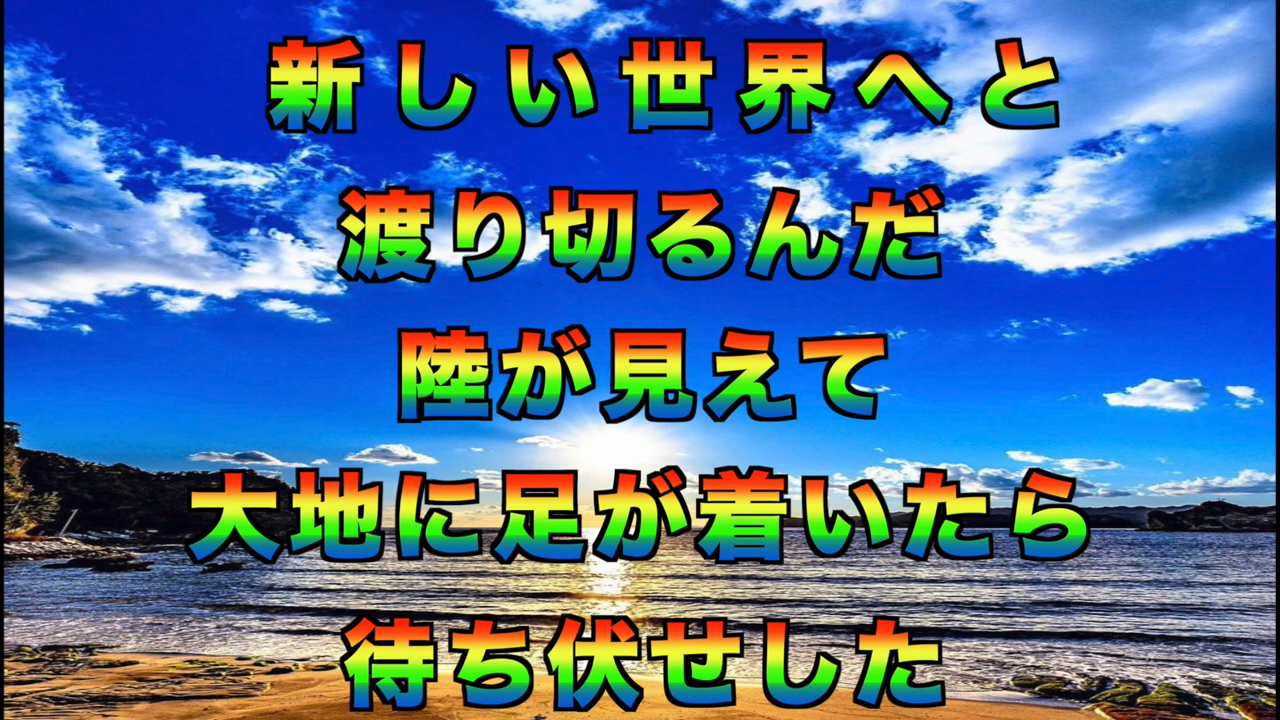 新しい世界へと
渡り切るんだ
陸が見えて
大地に足が着いたら
待ち伏せした